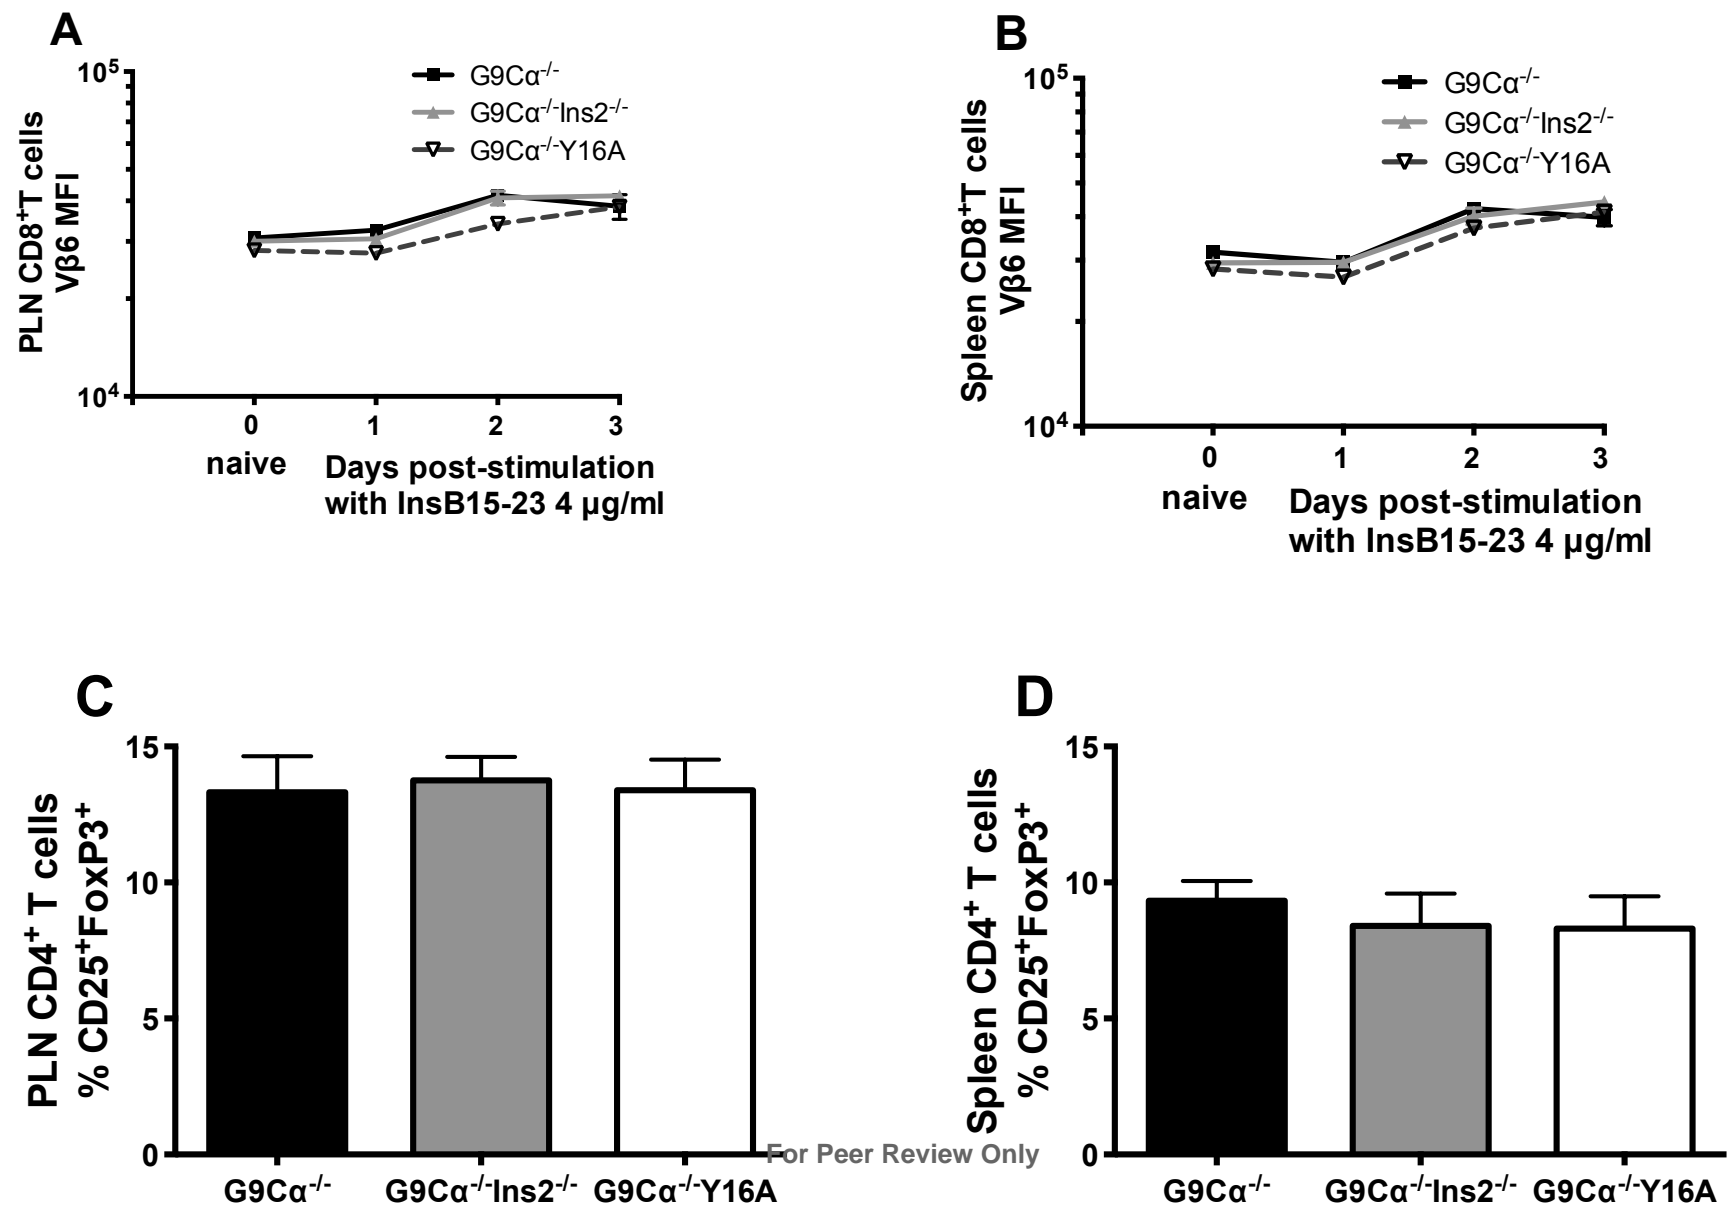 A
10⁵
10⁴
PLN CD8⁺T cells
Vβ6 MFI
G9Cα⁻/⁻
G9Cα⁻/⁻Ins2⁻/⁻
G9Cα⁻/⁻Y16A
0 1 2 3
naive
Days post-stimulation
with InsB15-23 4 µg/ml
B
10⁵
10⁴
Spleen CD8⁺T cells
Vβ6 MFI
G9Cα⁻/⁻
G9Cα⁻/⁻Ins2⁻/⁻
G9Cα⁻/⁻Y16A
0 1 2 3
naive
Days post-stimulation
with InsB15-23 4 µg/ml
C
15
10
5
0
PLN CD4⁺ T cells
% CD25⁺FoxP3⁺
G9Cα⁻/⁻ G9Cα⁻/⁻Ins2⁻/⁻ G9Cα⁻/⁻Y16A
For Peer Review Only
D
15
10
5
0
Spleen CD4⁺ T cells
% CD25⁺FoxP3⁺
G9Cα⁻/⁻ G9Cα⁻/⁻Ins2⁻/⁻ G9Cα⁻/⁻Y16A